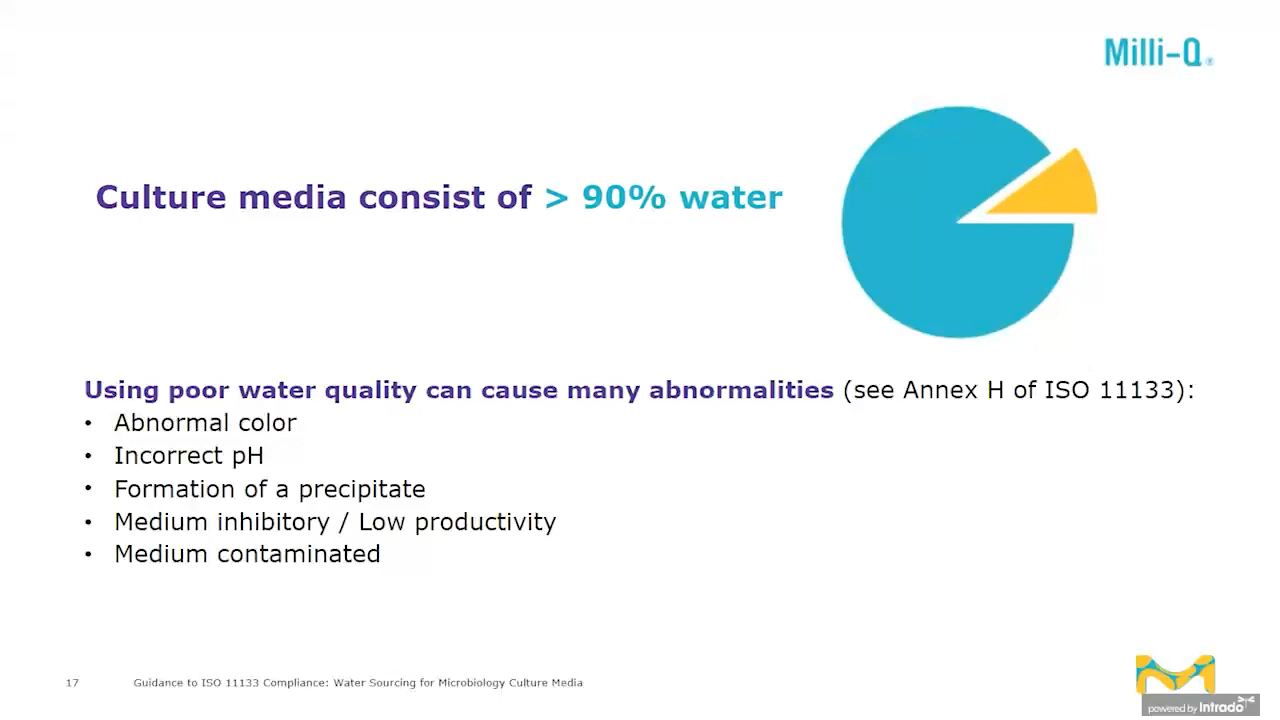 Milli-Q®
Culture media consist of > 90% water
Using poor water quality can cause many abnormalities (see Annex H of ISO 11133):
• Abnormal color
• Incorrect pH
• Formation of a precipitate
• Medium inhibitory / Low productivity
• Medium contaminated
17 Guidance to ISO 11133 Compliance: Water Sourcing for Microbiology Culture Media
powered by Intrado